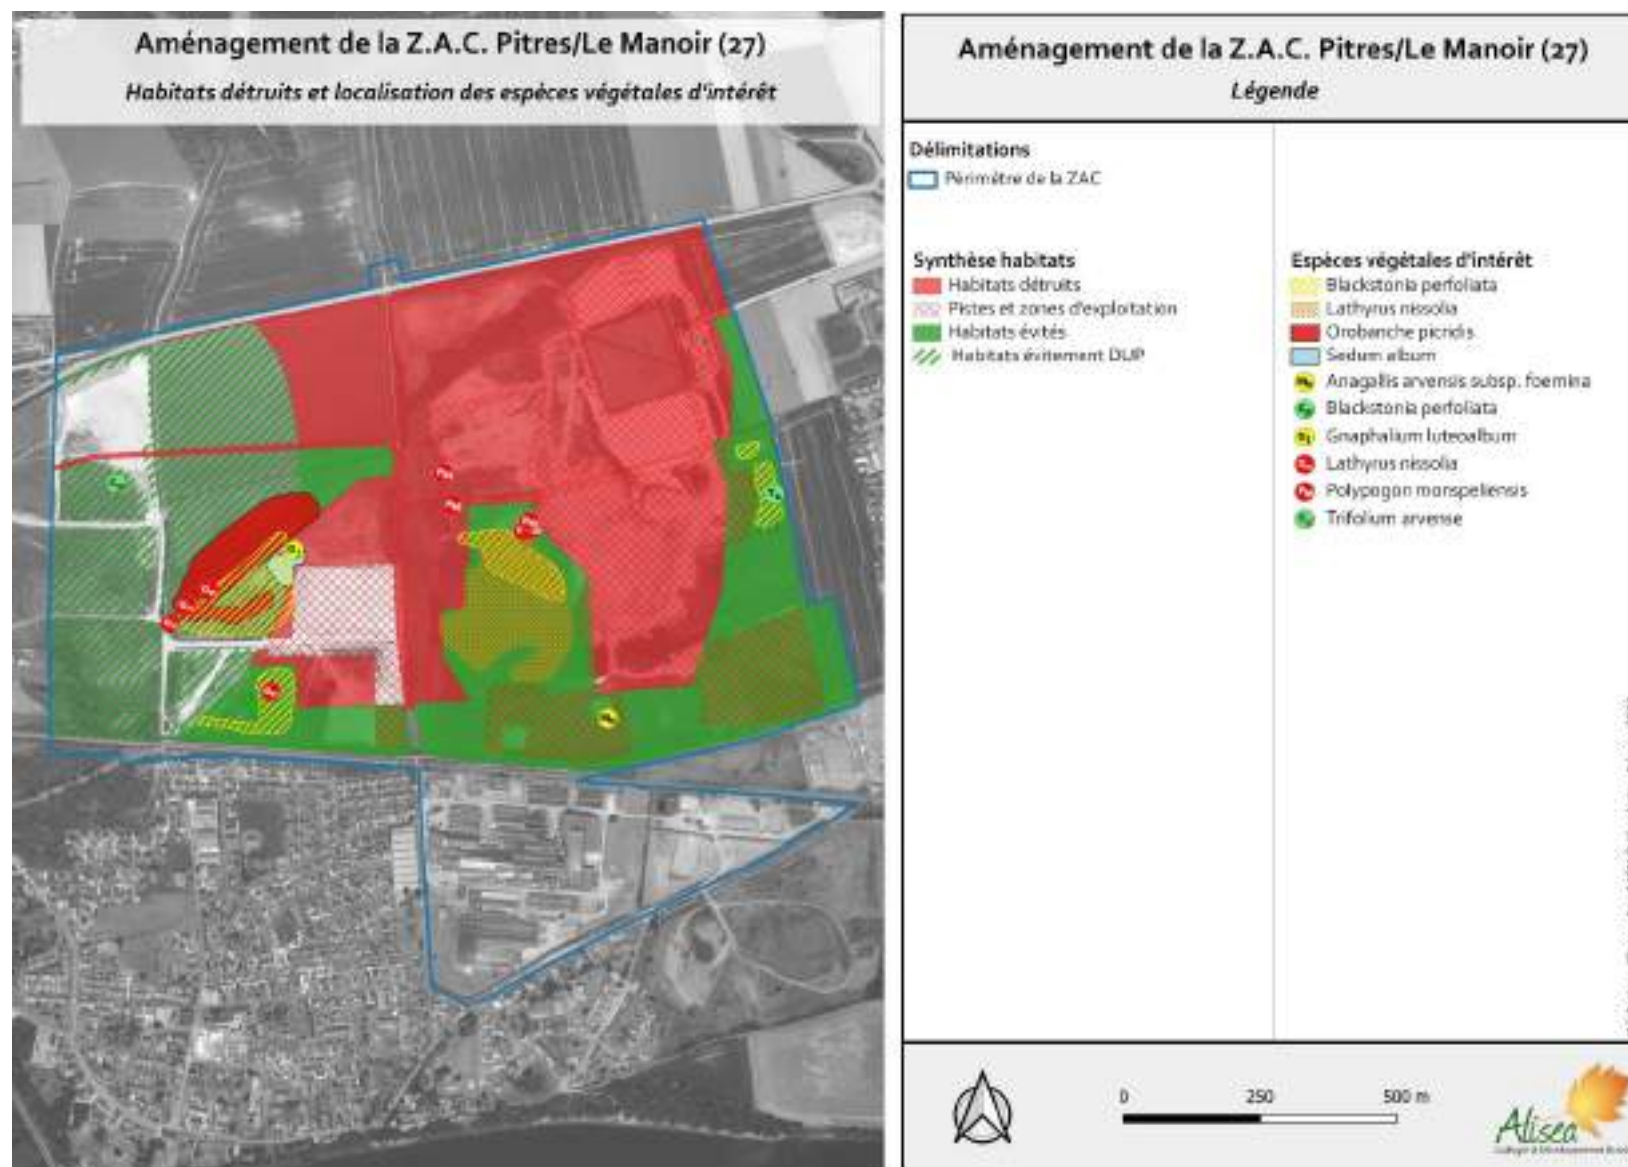 Aménagement de la Z.A.C. Pitres/Le Manoir (27)
Habitats détruits et localisation des espèces végétales d'intérêt
Aménagement de la Z.A.C. Pitres/Le Manoir (27)
Légende
Délimitations
Périmètre de la ZAC
Synthèse habitats
Habitats détruits
Pistes et zones d'exploitation
Habitats évités
Habitats évitement DUP
Espèces végétales d'intérêt
Blackstonia perfoliata
Lathyrus nissolia
Orobanche picridis
Sedum album
Anagallis arvensis subsp. foemina
Blackstonia perfoliata
Gnaphalium luteoalbum
Lathyrus nissolia
Polypogon monspeliensis
Trifolium arvense
0 250 500 m
Alisea